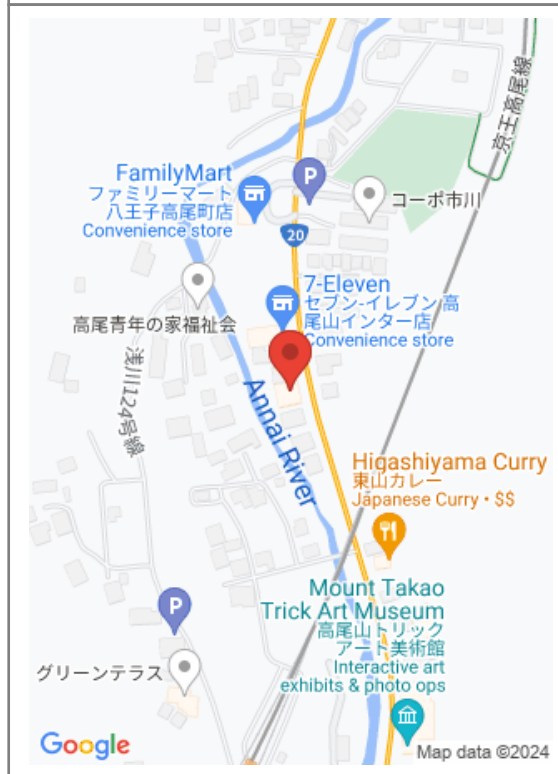 京王高尾線
FamilyMart
ファミリーマート
八王子高尾町店
Convenience store
P
コーポ市川
20
7-Eleven
セブン-イレブン 高
尾山インター店
Convenience store
高尾青年の家福祉会
浅川124号線
Annai River
Higashiyama Curry
東山カレー
Japanese Curry • $$
Mount Takao
Trick Art Museum
高尾山トリック
アート美術館
Interactive art
exhibits & photo ops
P
グリーンテラス
Google
Map data ©2024